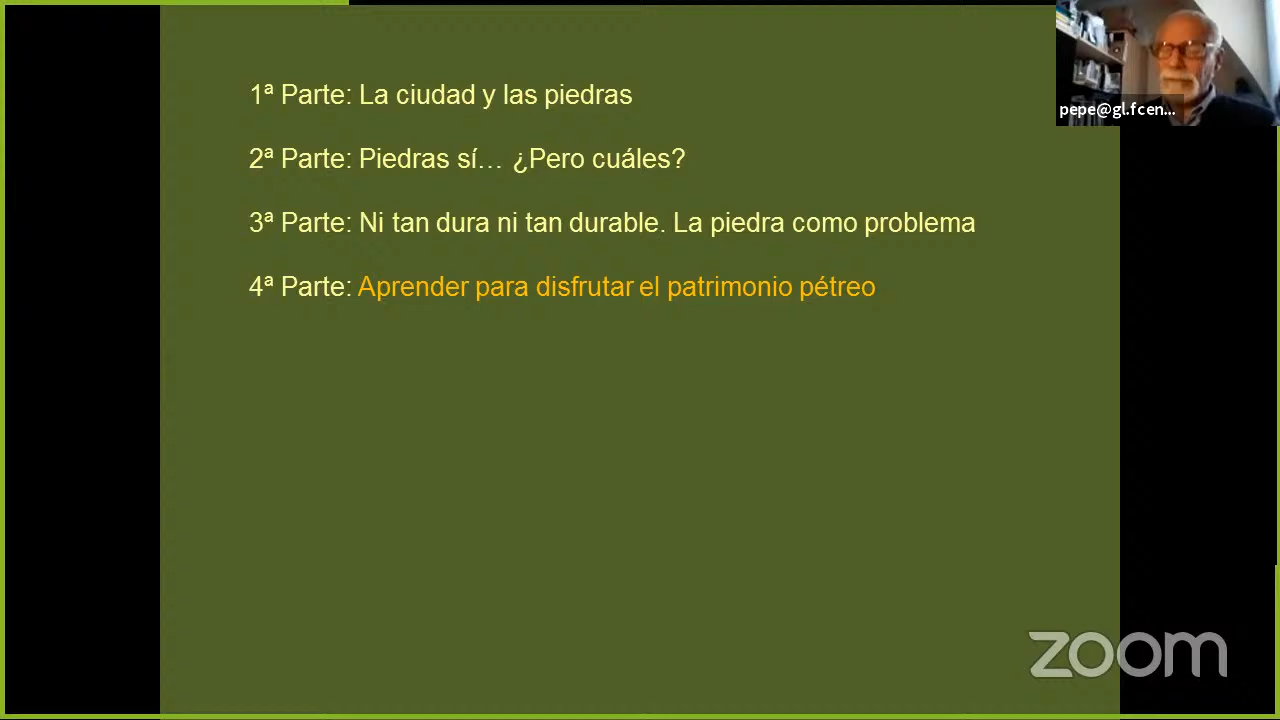 1ª Parte: La ciudad y las piedras
pepe@gl.fcen...
2ª Parte: Piedras sí… ¿Pero cuáles?
3ª Parte: Ni tan dura ni tan durable. La piedra como problema
4ª Parte: Aprender para disfrutar el patrimonio pétreo
zoom